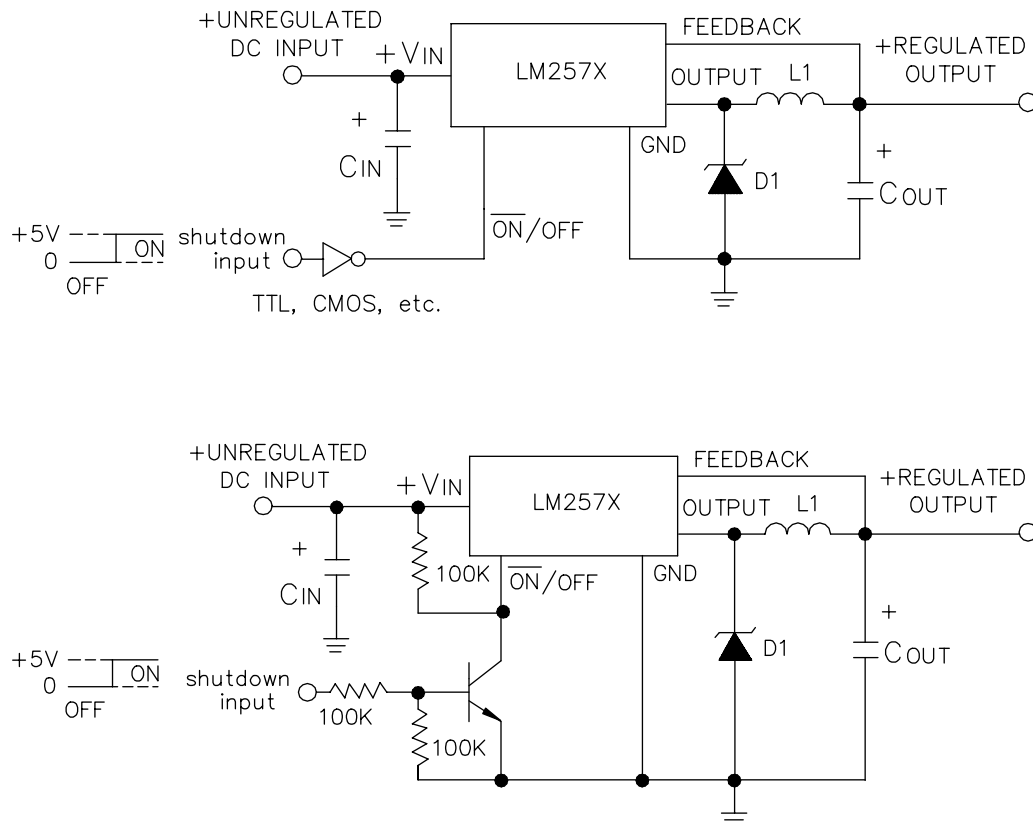 +UNREGULATED
DC INPUT
+VIN
LM257X
FEEDBACK
OUTPUT
L1
+REGULATED
OUTPUT
+
CIN
GND
D1
+
COUT
ON/OFF
+5V
0
ON
OFF
shutdown
input
TTL, CMOS, etc.
+UNREGULATED
DC INPUT
+VIN
LM257X
FEEDBACK
OUTPUT
L1
+REGULATED
OUTPUT
+
CIN
100K
ON/OFF
GND
D1
+
COUT
+5V
0
ON
OFF
shutdown
input
100K
100K